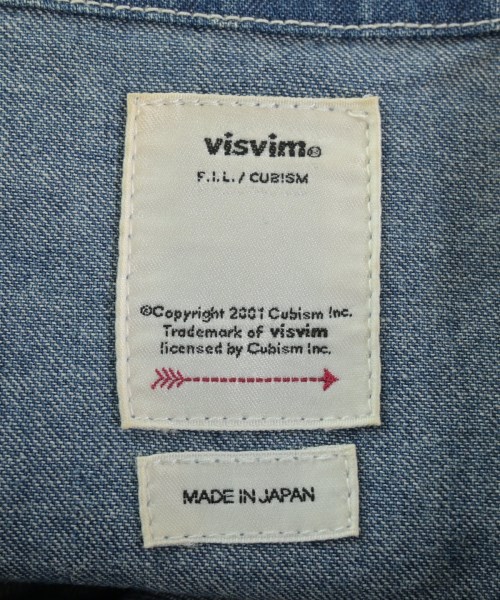 visvim®
F.I.L./CUBISM
©Copyright 2001 Cubism Inc.
Trademark of visvim
licensed by Cubism Inc.
MADE IN JAPAN